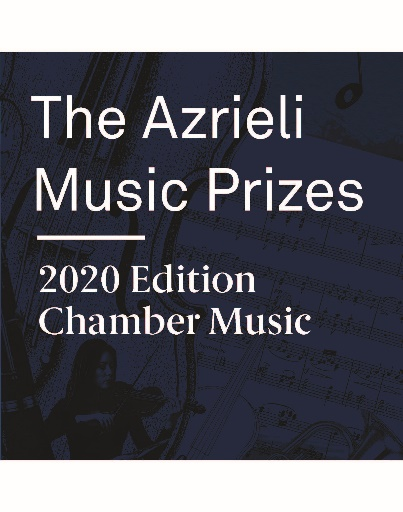 The Azrieli
Music Prizes
2020 Edition
Chamber Music